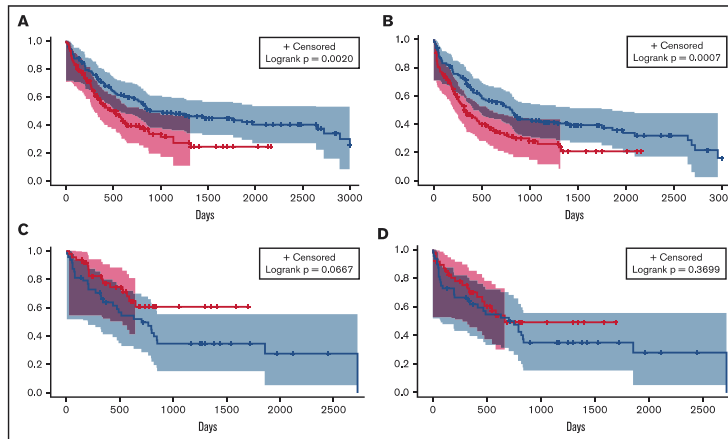 A
+ Censored
Logrank p = 0.0020
1.0
0.8
0.6
0.4
0.2
0.0
0 500 1000 1500 2000 2500 3000
Days
B
+ Censored
Logrank p = 0.0007
1.0
0.8
0.6
0.4
0.2
0.0
0 500 1000 1500 2000 2500 3000
Days
C
+ Censored
Logrank p = 0.0667
1.0
0.8
0.6
0.4
0.2
0.0
0 500 1000 1500 2000 2500
Days
D
+ Censored
Logrank p = 0.3699
1.0
0.8
0.6
0.4
0.2
0.0
0 500 1000 1500 2000 2500
Days